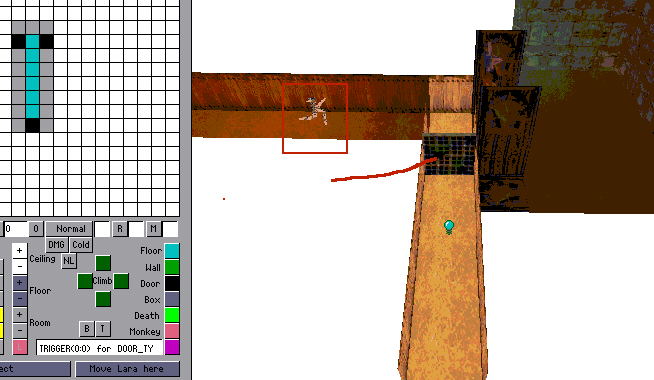 0 0 Normal R M
DMG Cold
+ Ceiling NL Floor
- Wall
+ Climb Door
- Floor Box
+ Death
- Room B T Monkey
TRIGGER(0:0) for DOOR_TY
ect Move Lara here